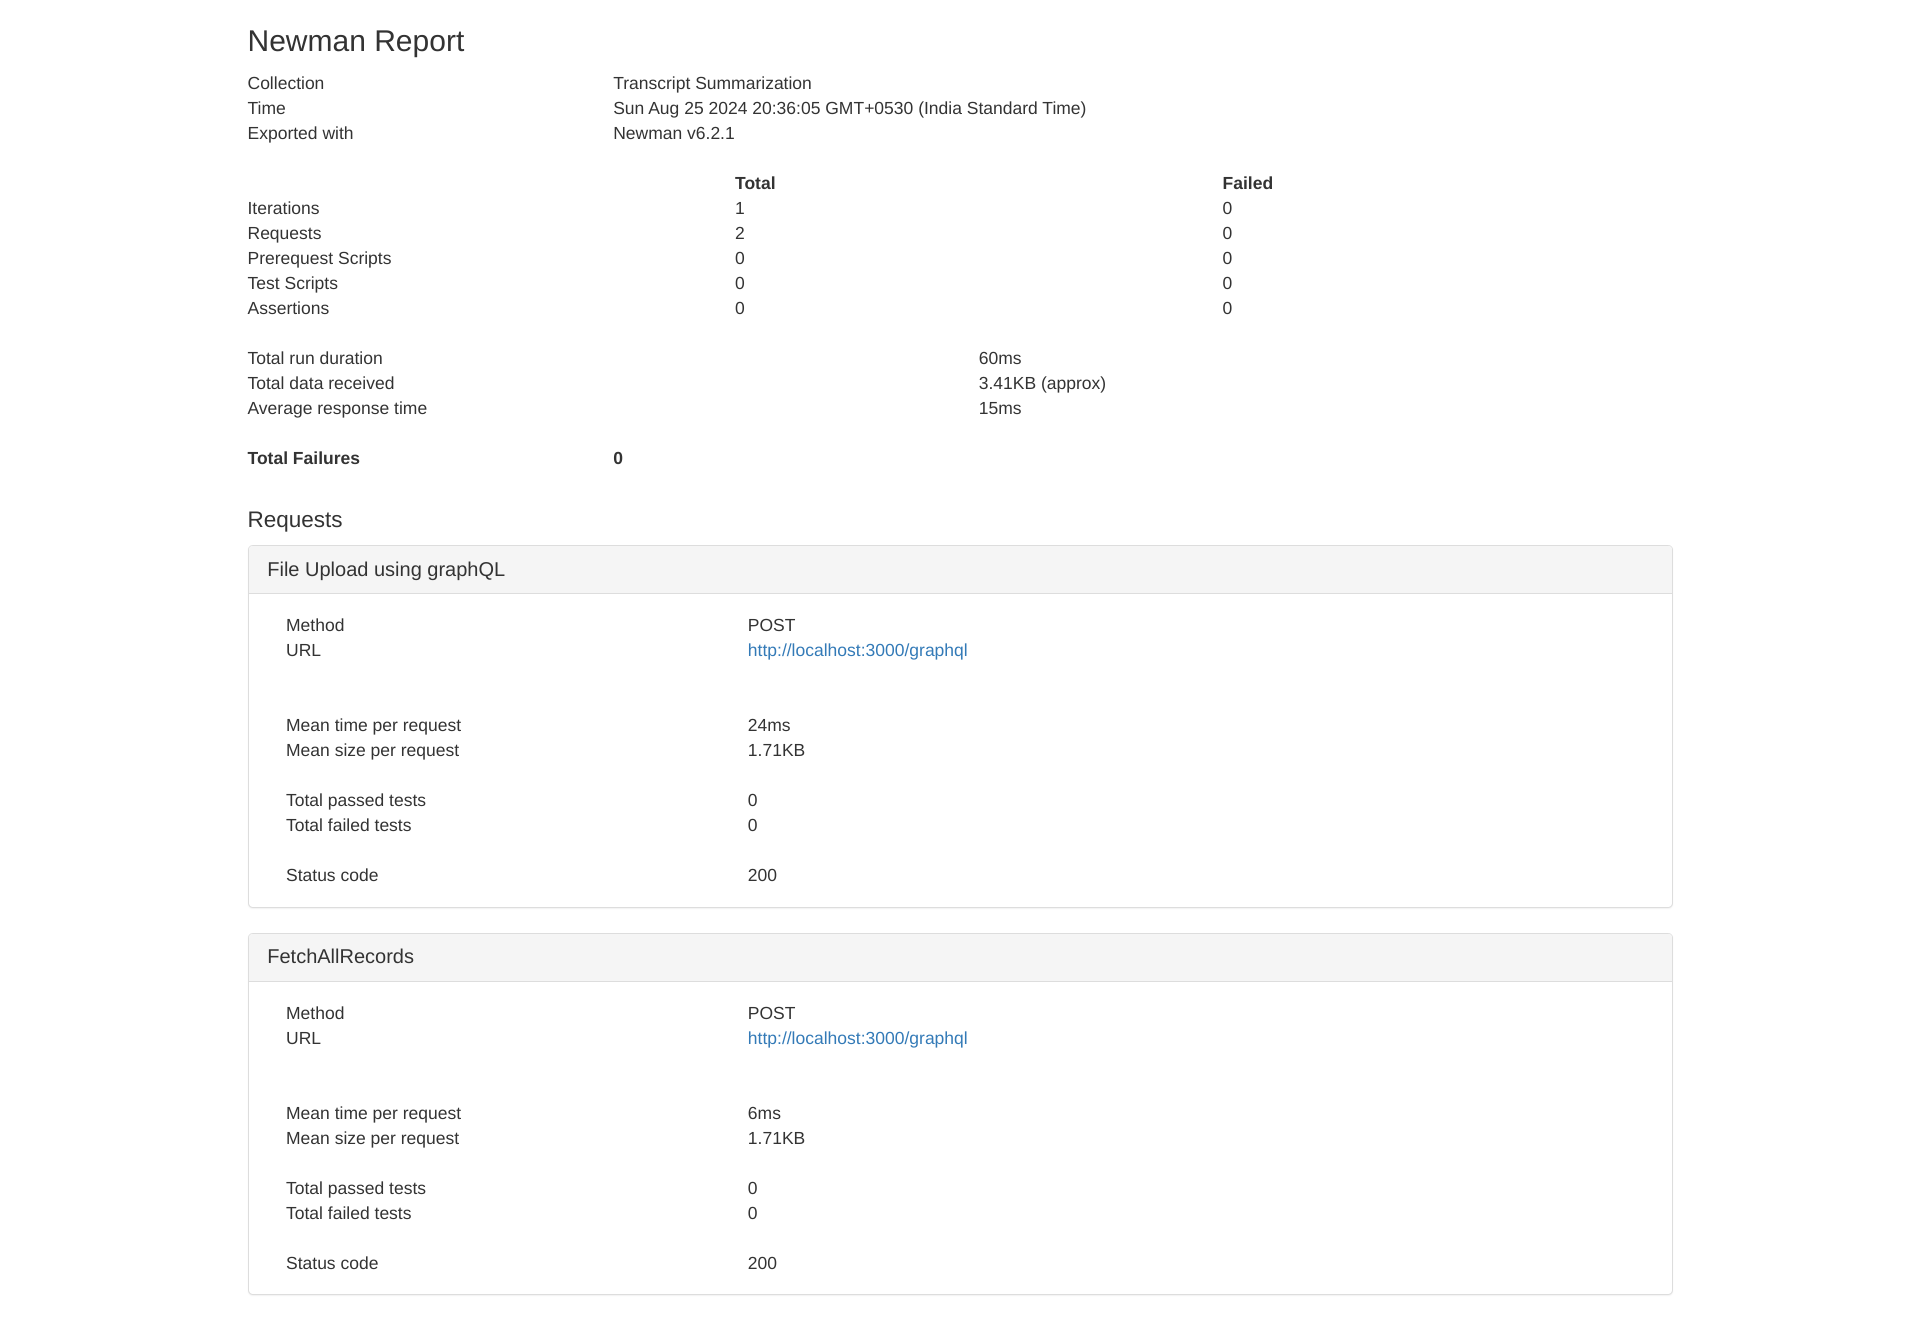 Newman Report
Collection Transcript Summarization
Time Sun Aug 25 2024 20:36:05 GMT+0530 (India Standard Time)
Exported with Newman v6.2.1
Total Failed
Iterations 1 0
Requests 2 0
Prerequest Scripts 0 0
Test Scripts 0 0
Assertions 0 0
Total run duration 60ms
Total data received 3.41KB (approx)
Average response time 15ms
Total Failures 0
Requests
File Upload using graphQL
Method POST
URL http://localhost:3000/graphql
Mean time per request 24ms
Mean size per request 1.71KB
Total passed tests 0
Total failed tests 0
Status code 200
FetchAllRecords
Method POST
URL http://localhost:3000/graphql
Mean time per request 6ms
Mean size per request 1.71KB
Total passed tests 0
Total failed tests 0
Status code 200